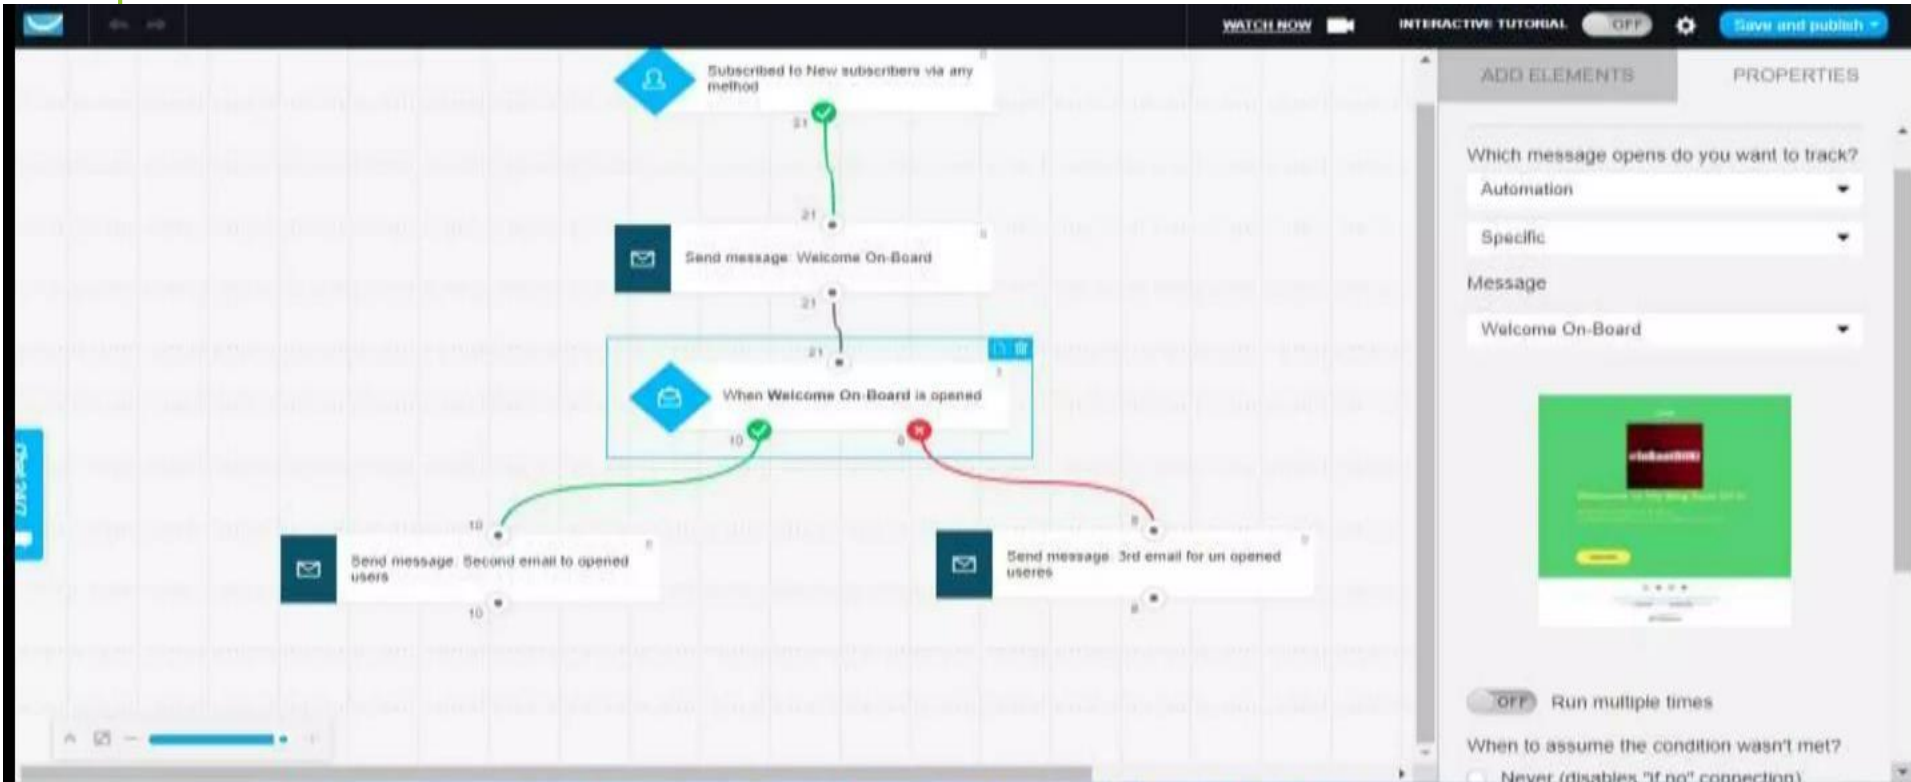 WATCH NOW
INTERACTIVE TUTORIAL
OFF
Save and publish
Subscribed to New subscribers via any
method
21
21
Send message: Welcome On-Board
21
21
When Welcome On-Board is opened
10
10
Send message: Second email to opened
users
10
Send message: 3rd email for un opened
useres
ADD ELEMENTS
PROPERTIES
Which message opens do you want to track?
Automation
Specific
Message
Welcome On-Board
OFF
Run multiple times
When to assume the condition wasn't met?
Never (disables "if no" connection)